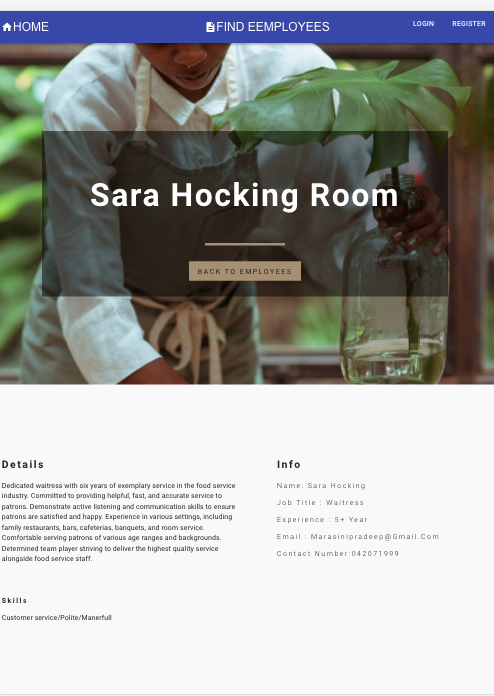 HOME
FIND EEMPLOYEES
LOGIN
REGISTER
Sara Hocking Room
BACK TO EMPLOYEES
Details
Dedicated waitress with six years of exemplary service in the food service
industry. Committed to providing helpful, fast, and accurate service to
patrons. Demonstrate active listening and communication skills to ensure
patrons are satisfied and happy. Experience in various settings, including
family restaurants, bars, cafeterias, banquets, and room service.
Comfortable serving patrons of various age ranges and backgrounds.
Determined team player striving to deliver the highest quality service
alongside food service staff.
Info
Name: Sara Hocking
Job Title : Waitress
Experience : 5+ Year
Email : Marasinipradeep@Gmail.Com
Contact Number:042071999
Skills
Customer service/Polite/Manerfull